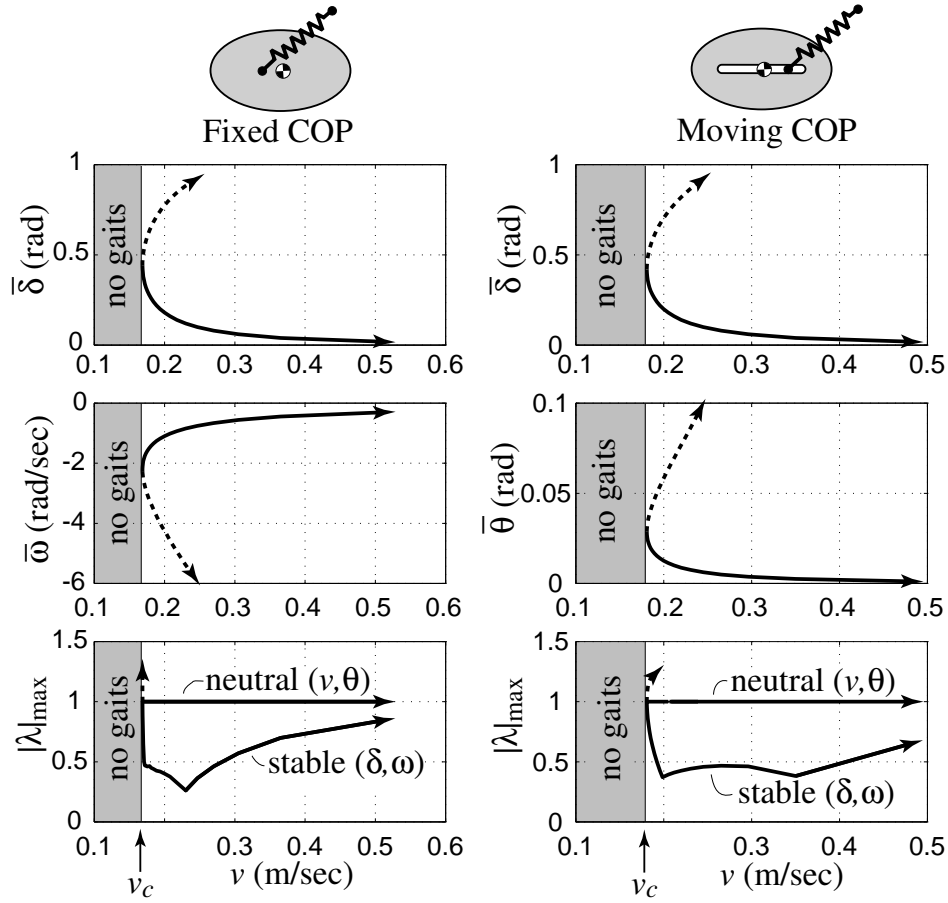 Fixed COP
Moving COP
1
0.5
0
δ̄ (rad)
no gaits
0.1 0.2 0.3 0.4 0.5 0.6
1
0.5
0
δ̄ (rad)
no gaits
0.1 0.2 0.3 0.4 0.5
0
-2
-4
-6
ω̄ (rad/sec)
no gaits
0.1 0.2 0.3 0.4 0.5 0.6
0.1
0.05
0
θ̄ (rad)
no gaits
0.1 0.2 0.3 0.4 0.5
1.5
1
0.5
0
|λ|max
no gaits
neutral (v,θ)
stable (δ,ω)
0.1 0.2 0.3 0.4 0.5 0.6
vc
v (m/sec)
1.5
1
0.5
0
|λ|max
no gaits
neutral (v,θ)
stable (δ,ω)
0.1 0.2 0.3 0.4 0.5
vc
v (m/sec)